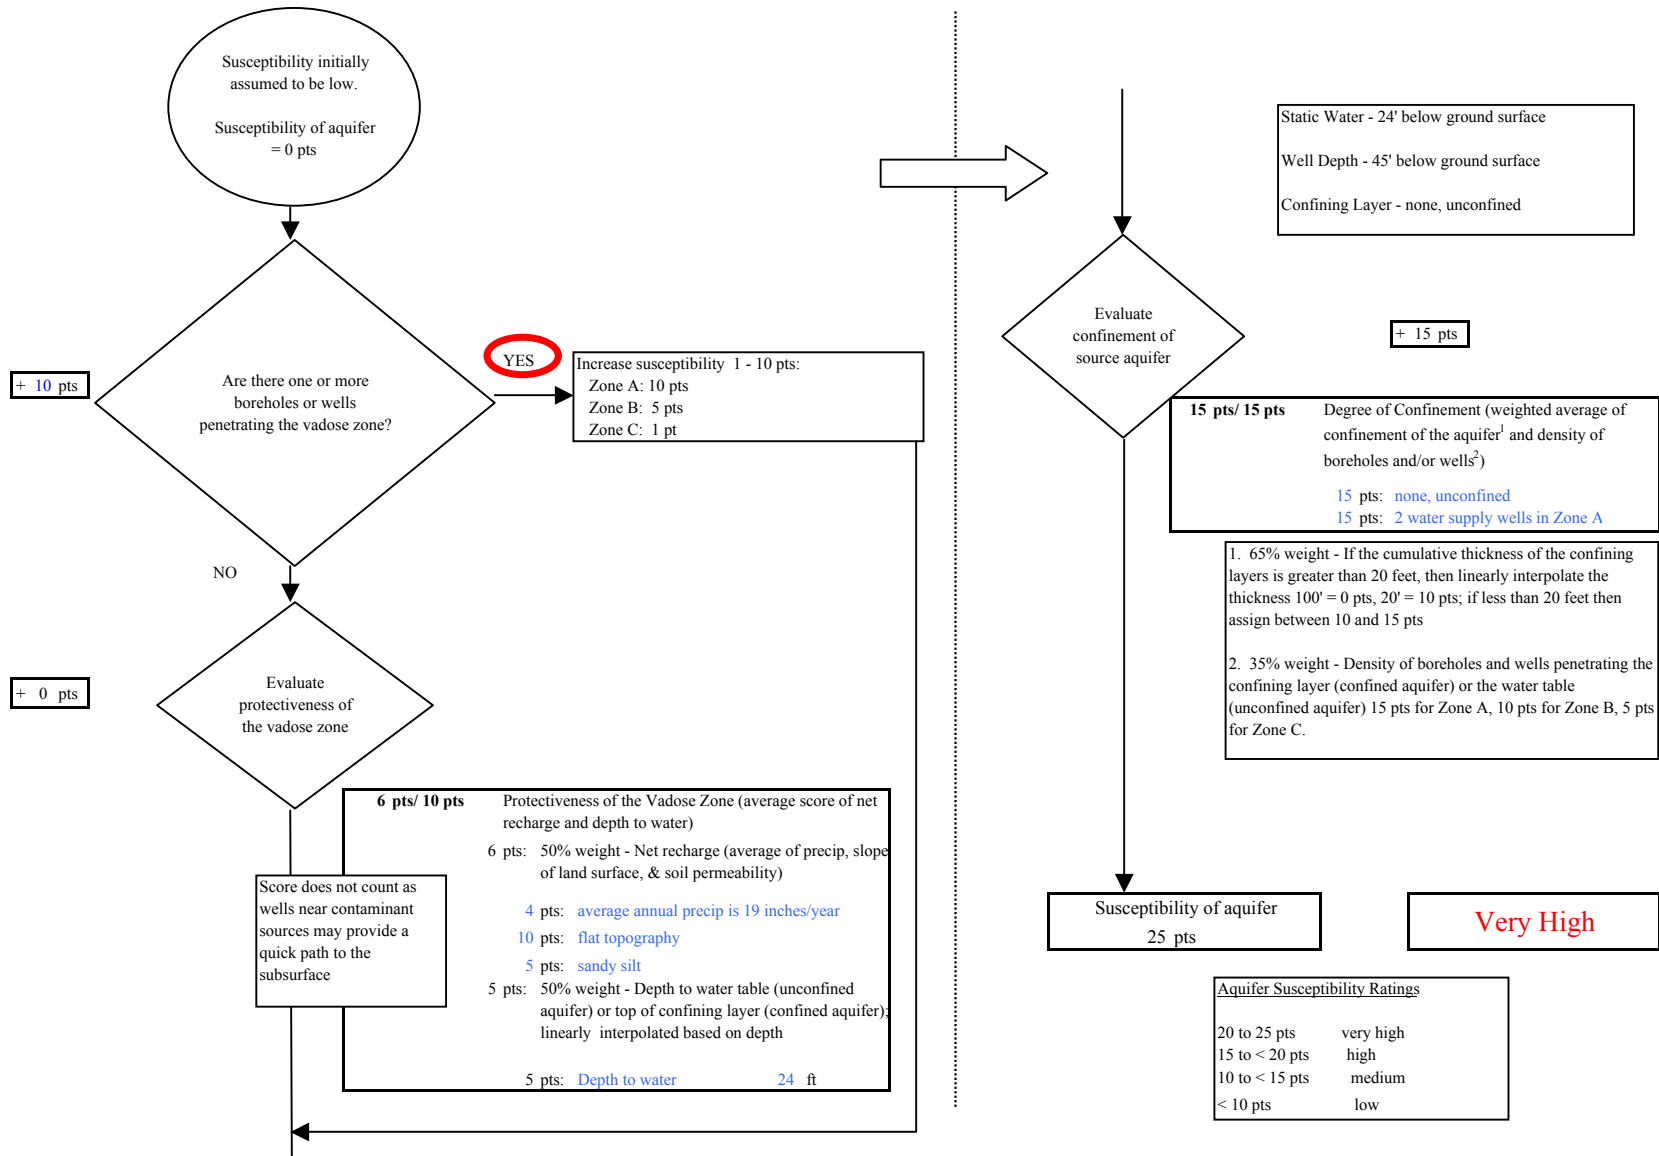 Susceptibility initially
assumed to be low.
Susceptibility of aquifer
= 0 pts
+ 10 pts
Are there one or more
boreholes or wells
penetrating the vadose zone?
YES
Increase susceptibility 1 - 10 pts:
Zone A: 10 pts
Zone B: 5 pts
Zone C: 1 pt
NO
+ 0 pts
Evaluate
protectiveness of
the vadose zone
6 pts/ 10 pts Protectiveness of the Vadose Zone (average score of net
recharge and depth to water)
6 pts: 50% weight - Net recharge (average of precip, slope
of land surface, & soil permeability)
4 pts: average annual precip is 19 inches/year
10 pts: flat topography
5 pts: sandy silt
5 pts: 50% weight - Depth to water table (unconfined
aquifer) or top of confining layer (confined aquifer);
linearly interpolated based on depth
5 pts: Depth to water 24 ft
Score does not count as
wells near contaminant
sources may provide a
quick path to the
subsurface
Static Water - 24' below ground surface
Well Depth - 45' below ground surface
Confining Layer - none, unconfined
Evaluate
confinement of
source aquifer
+ 15 pts
15 pts/ 15 pts Degree of Confinement (weighted average of
confinement of the aquifer1 and density of
boreholes and/or wells2)
15 pts: none, unconfined
15 pts: 2 water supply wells in Zone A
1. 65% weight - If the cumulative thickness of the confining
layers is greater than 20 feet, then linearly interpolate the
thickness 100' = 0 pts, 20' = 10 pts; if less than 20 feet then
assign between 10 and 15 pts
2. 35% weight - Density of boreholes and wells penetrating the
confining layer (confined aquifer) or the water table
(unconfined aquifer) 15 pts for Zone A, 10 pts for Zone B, 5 pts
for Zone C.
Susceptibility of aquifer
25 pts
Very High
Aquifer Susceptibility Ratings
20 to 25 pts very high
15 to < 20 pts high
10 to < 15 pts medium
< 10 pts low